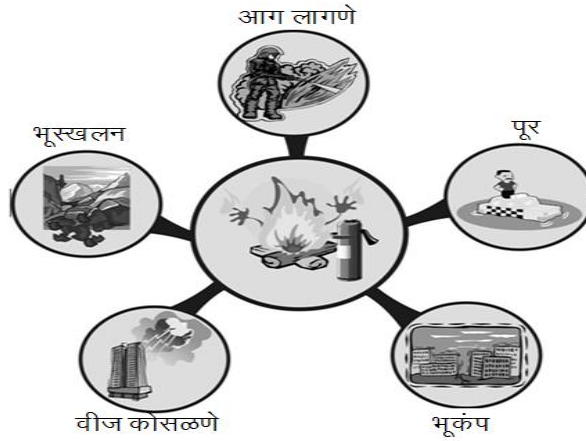 आग लागणे
भूस्खलन
पूर
वीज कोसळणे
भूकंप